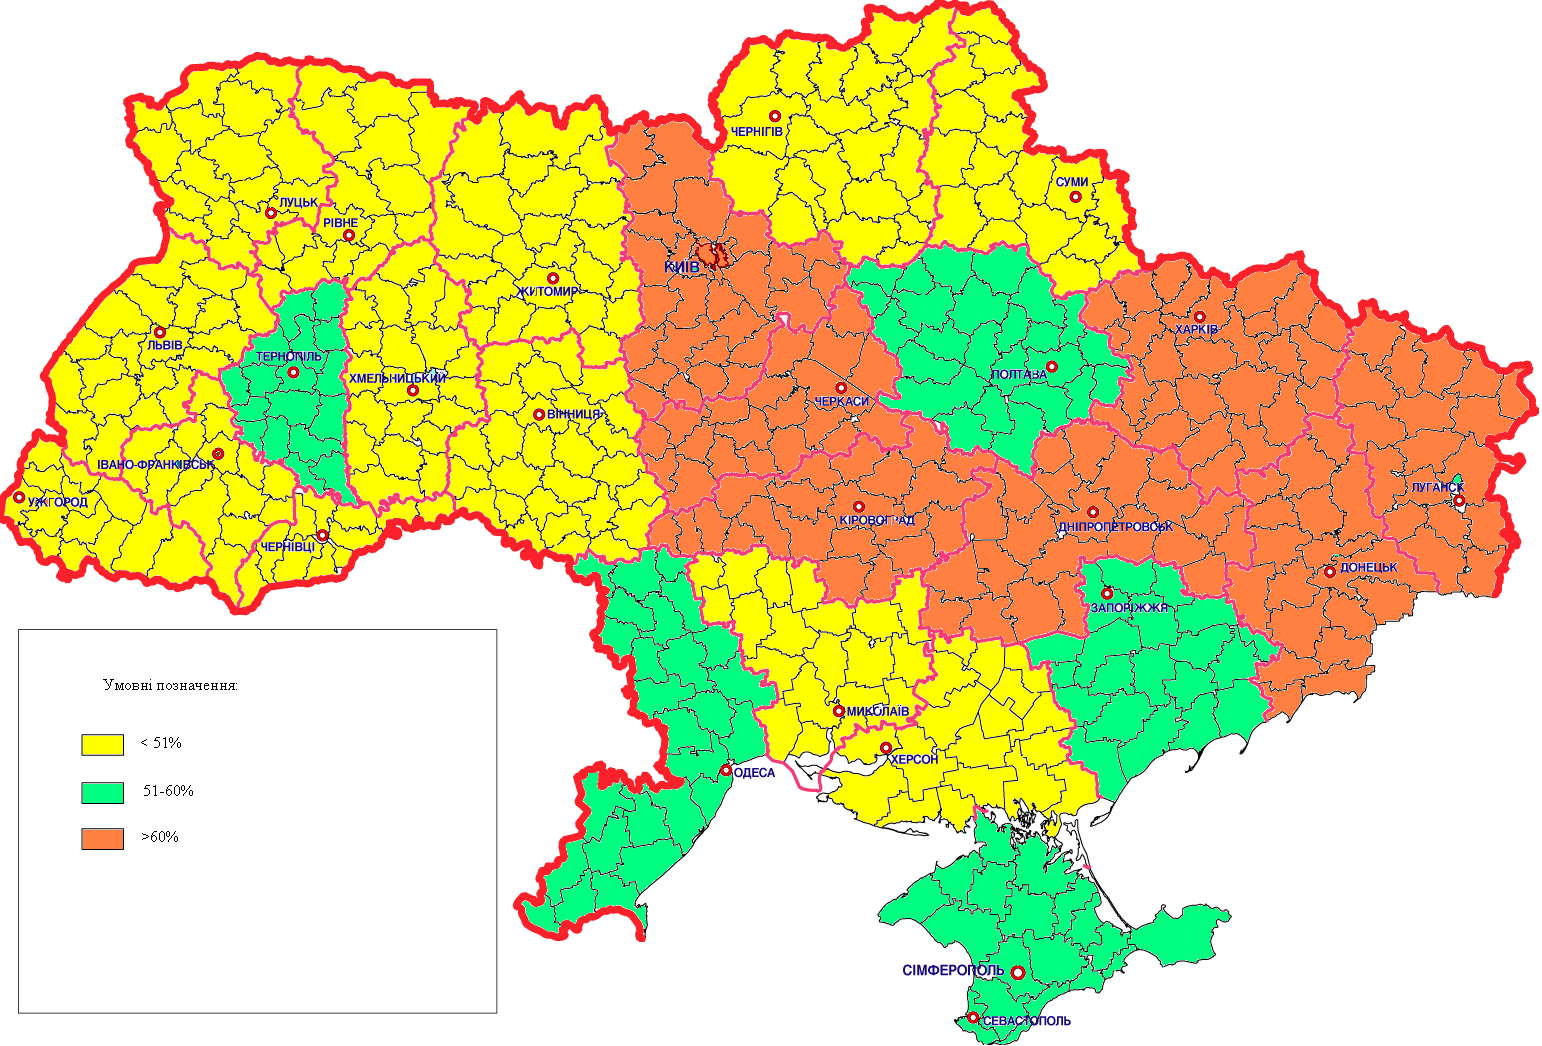 ЧЕРНІГІВ
СУМИ
ЛУЦЬК
РІВНЕ
КИЇВ
ЖИТОМИР
ХАРКІВ
ЛЬВІВ
ТЕРНОПІЛЬ
ПОЛТАВА
ХМЕЛЬНИЦЬКИЙ
ЧЕРКАСИ
ВІННИЦЯ
ІВАНО-ФРАНКІВСЬК
ЛУГАНСК
УЖГОРОД
КІРОВОГРАД
ДНІПРОПЕТРОВСЬК
ЧЕРНІВЦІ
ДОНЕЦЬК
ЗАПОРІЖЖЯ
Умовні позначення:
МИКОЛАЇВ
< 51%
ХЕРСОН
ОДЕСА
51-60%
>60%
СІМФЕРОПОЛЬ
СЕВАСТОПОЛЬ